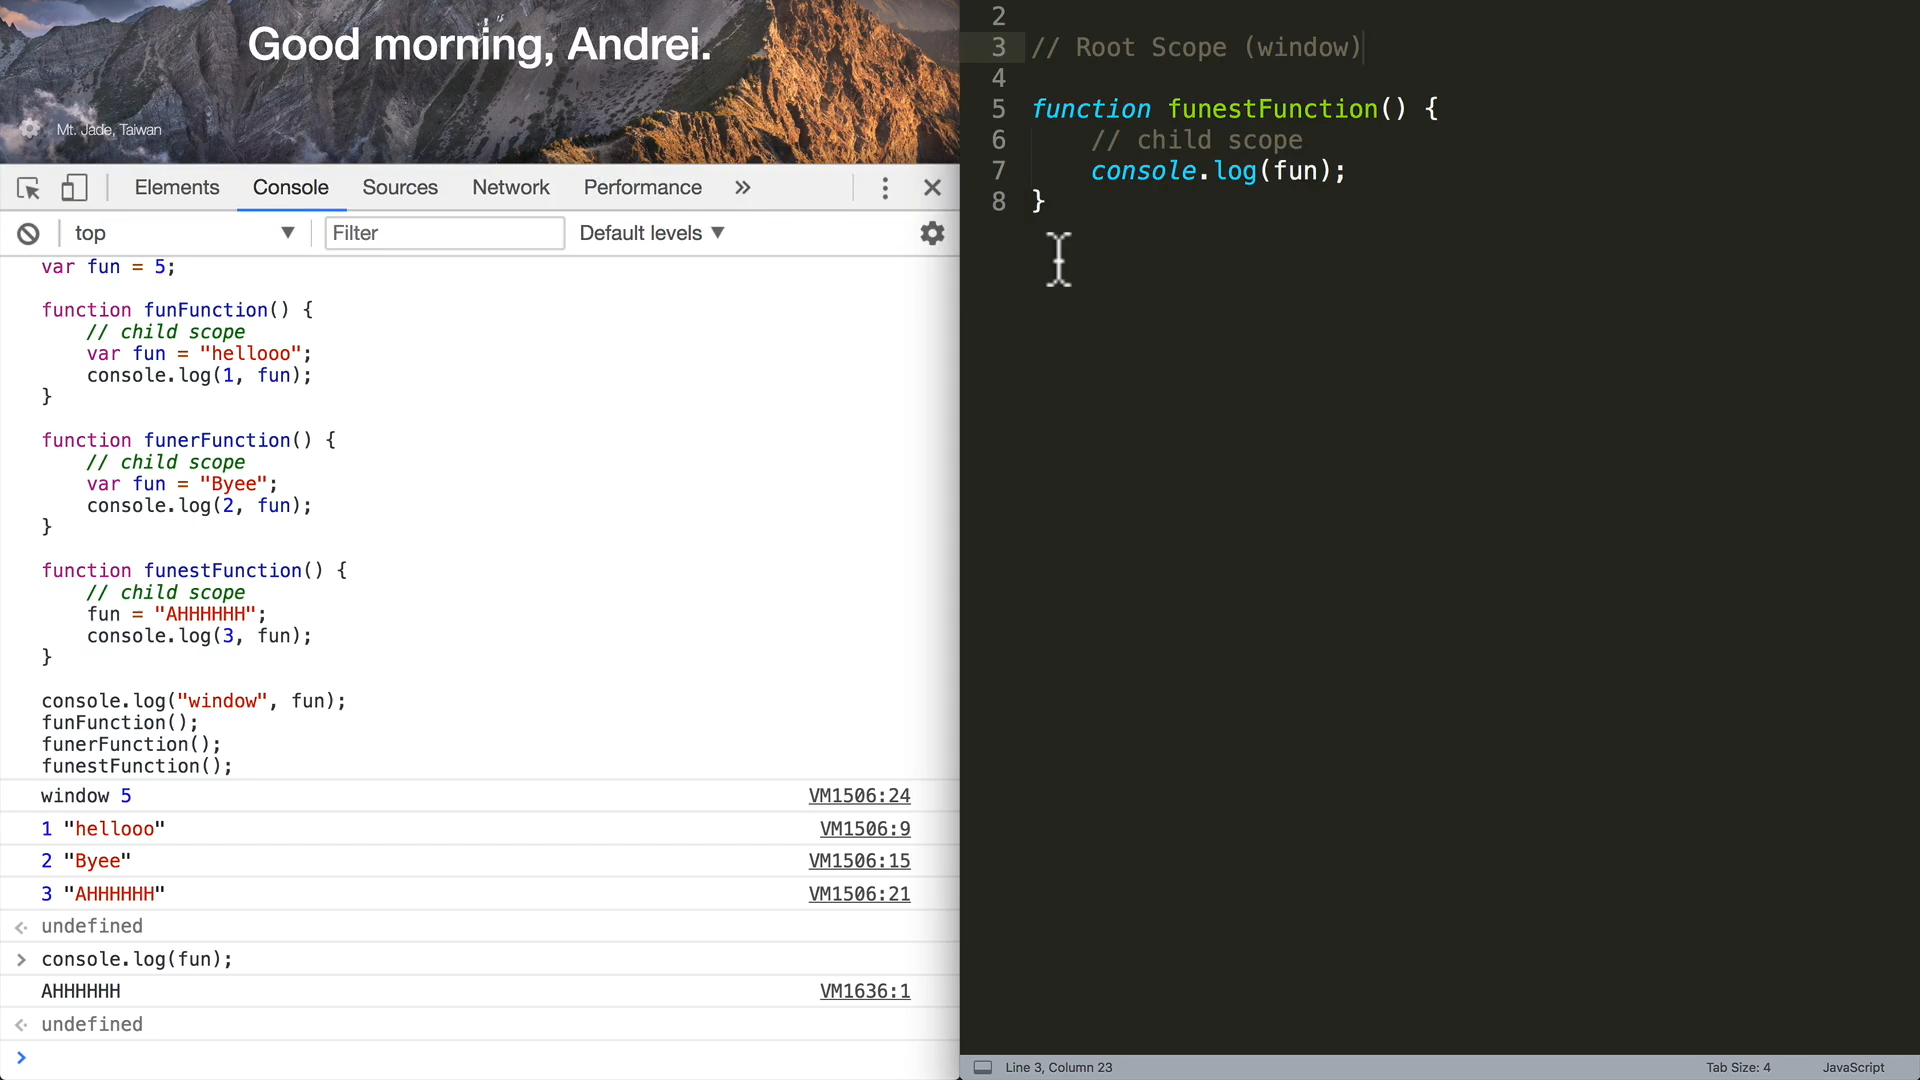 Good morning, Andrei.
Mt. Jade, Taiwan
Elements Console Sources Network Performance »
top Filter Default levels
var fun = 5;
function funFunction() {
// child scope
var fun = "hellooo";
console.log(1, fun);
}
function funerFunction() {
// child scope
var fun = "Byee";
console.log(2, fun);
}
function funestFunction() {
// child scope
fun = "AHHHHHH";
console.log(3, fun);
}
console.log("window", fun);
funFunction();
funerFunction();
funestFunction();
window 5 VM1506:24
1 "hellooo" VM1506:9
2 "Byee" VM1506:15
3 "AHHHHHH" VM1506:21
undefined
> console.log(fun);
AHHHHHH VM1636:1
undefined
>
2
3 // Root Scope (window)
4
5 function funestFunction() {
6 // child scope
7 console.log(fun);
8 }
Line 3, Column 23 Tab Size: 4 JavaScript